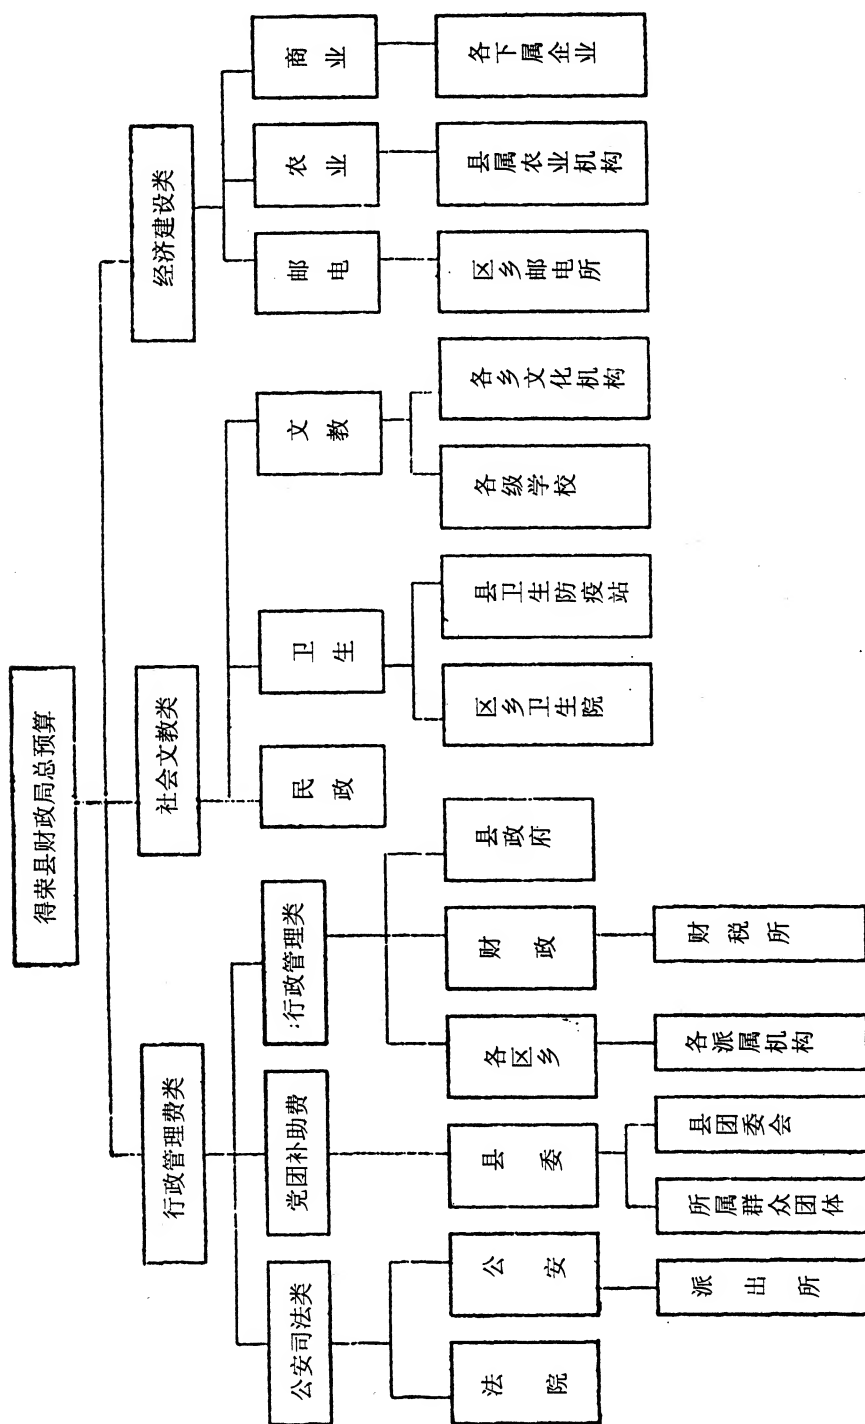 得荣县财政局总预算
行政管理费类
社会文教类
经济建设类
公安司法类
党团补助费
:行政管理类
民政
卫生
文教
邮电
农业
商业
法院
公安
县委
各区乡
财政
县政府
区乡卫生院
县卫生防疫站
各级学校
各乡文化机构
区乡邮电所
县属农业机构
各下属企业
派出所
所属群众团体
县团委会
各派属机构
财税所